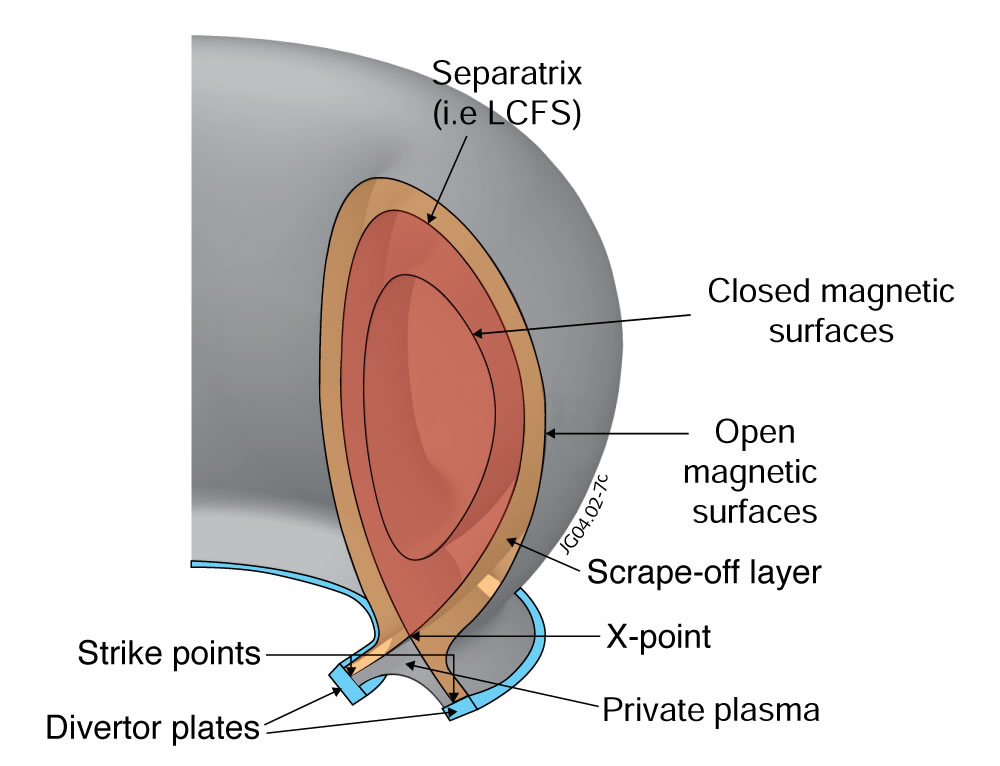 Separatrix
(i.e LCFS)
Closed magnetic
surfaces
Open
magnetic
surfaces
JG04.02-7c
Scrape-off layer
X-point
Strike points
Private plasma
Divertor plates